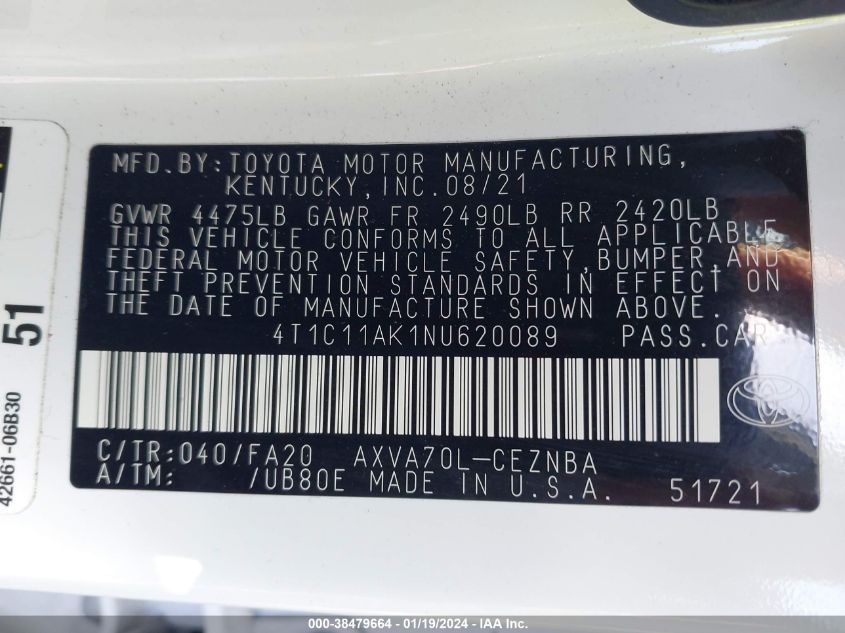 MFD.BY:TOYOTA MOTOR MANUFACTURING,
KENTUCKY,INC.08/21
GVWR 4475LB GAWR FR 2490LB RR 2420LB
THIS VEHICLE CONFORMS TO ALL APPLICABLE
FEDERAL MOTOR VEHICLE SAFETY,BUMPER,AND
THEFT PREVENTION STANDARDS IN EFFECT ON
THE DATE OF MANUFACTURE SHOWN ABOVE.
4T1C11AK1NU620089 PASS.CAR
C/TR:040/FA20 AXVA70L-CEZNBA
A/TM: /UB80E MADE IN U.S.A. 51721
51
42661-06B30
000-38479664 - 01/19/2024 - IAAI.COM